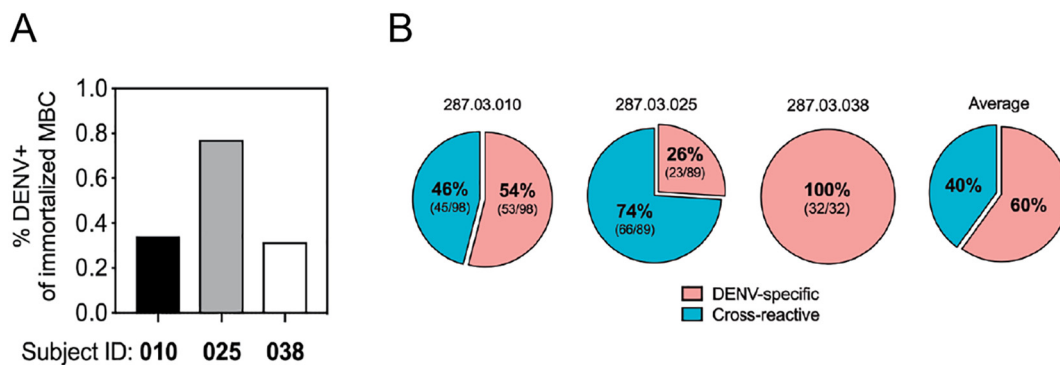 A
% DENV+
of immortalized MBC
1.0
0.8
0.6
0.4
0.2
0.0
Subject ID: 010 025 038
B
287.03.010
46%
(45/98)
54%
(53/98)
287.03.025
26%
(23/89)
74%
(66/89)
287.03.038
100%
(32/32)
Average
40%
60%
DENV-specific
Cross-reactive